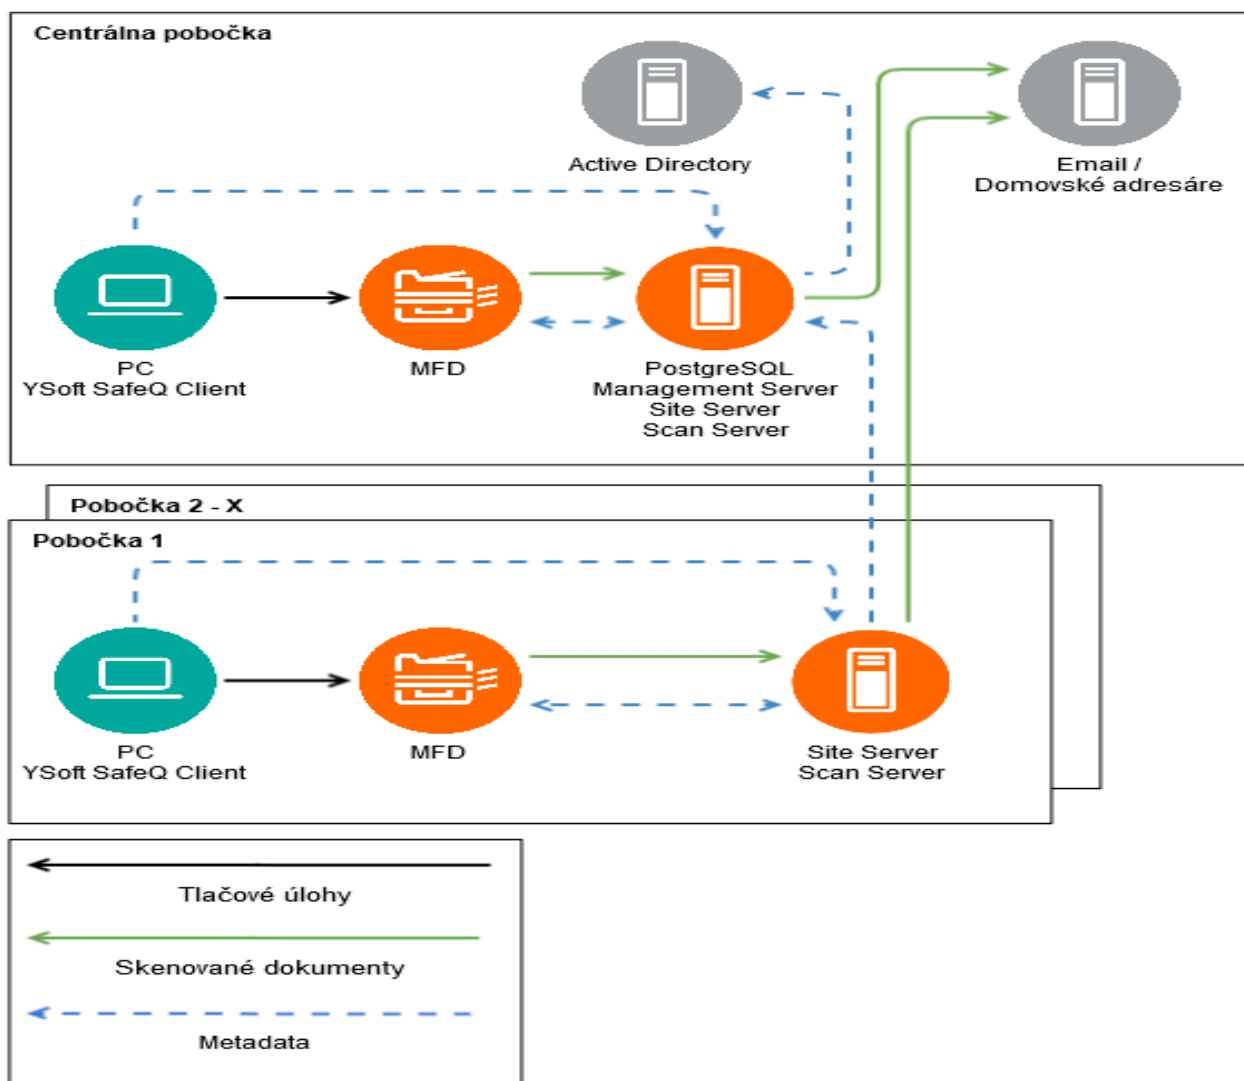 Centrálna pobočka
Active Directory
Email /
Domovské adresáre
PC
YSoft SafeQ Client
MFD
PostgreSQL
Management Server
Site Server
Scan Server
Pobočka 2 - X
Pobočka 1
PC
YSoft SafeQ Client
MFD
Site Server
Scan Server
Tlačové úlohy
Skenované dokumenty
Metadata